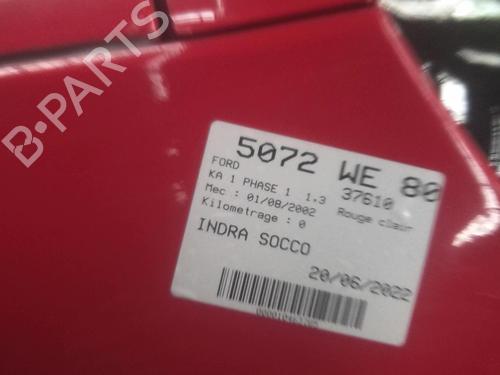 B-PARTS
5072 WE 80
FORD 37610
KA 1 PHASE 1 1.3
Mec : 01/08/2002 Rouge clair
Kilometrage : 0
INDRA SOCCO
20/06/2022